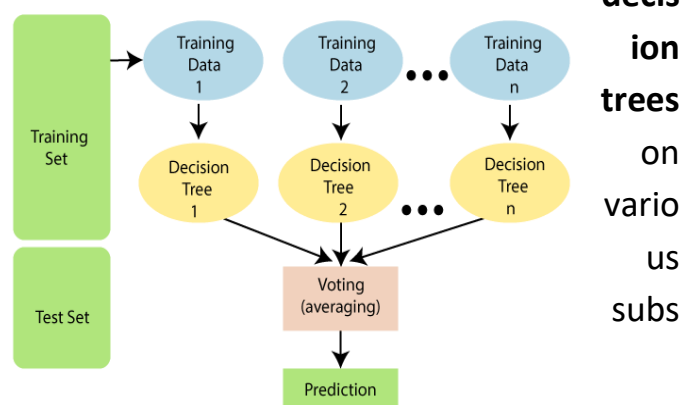 Training
Data
1
Training
Data
2
Training
Data
n
Training
Set
Decision
Tree
1
Decision
Tree
2
Decision
Tree
n
Voting
(averaging)
Test Set
Prediction
decis
ion
trees
on
vario
us
subs